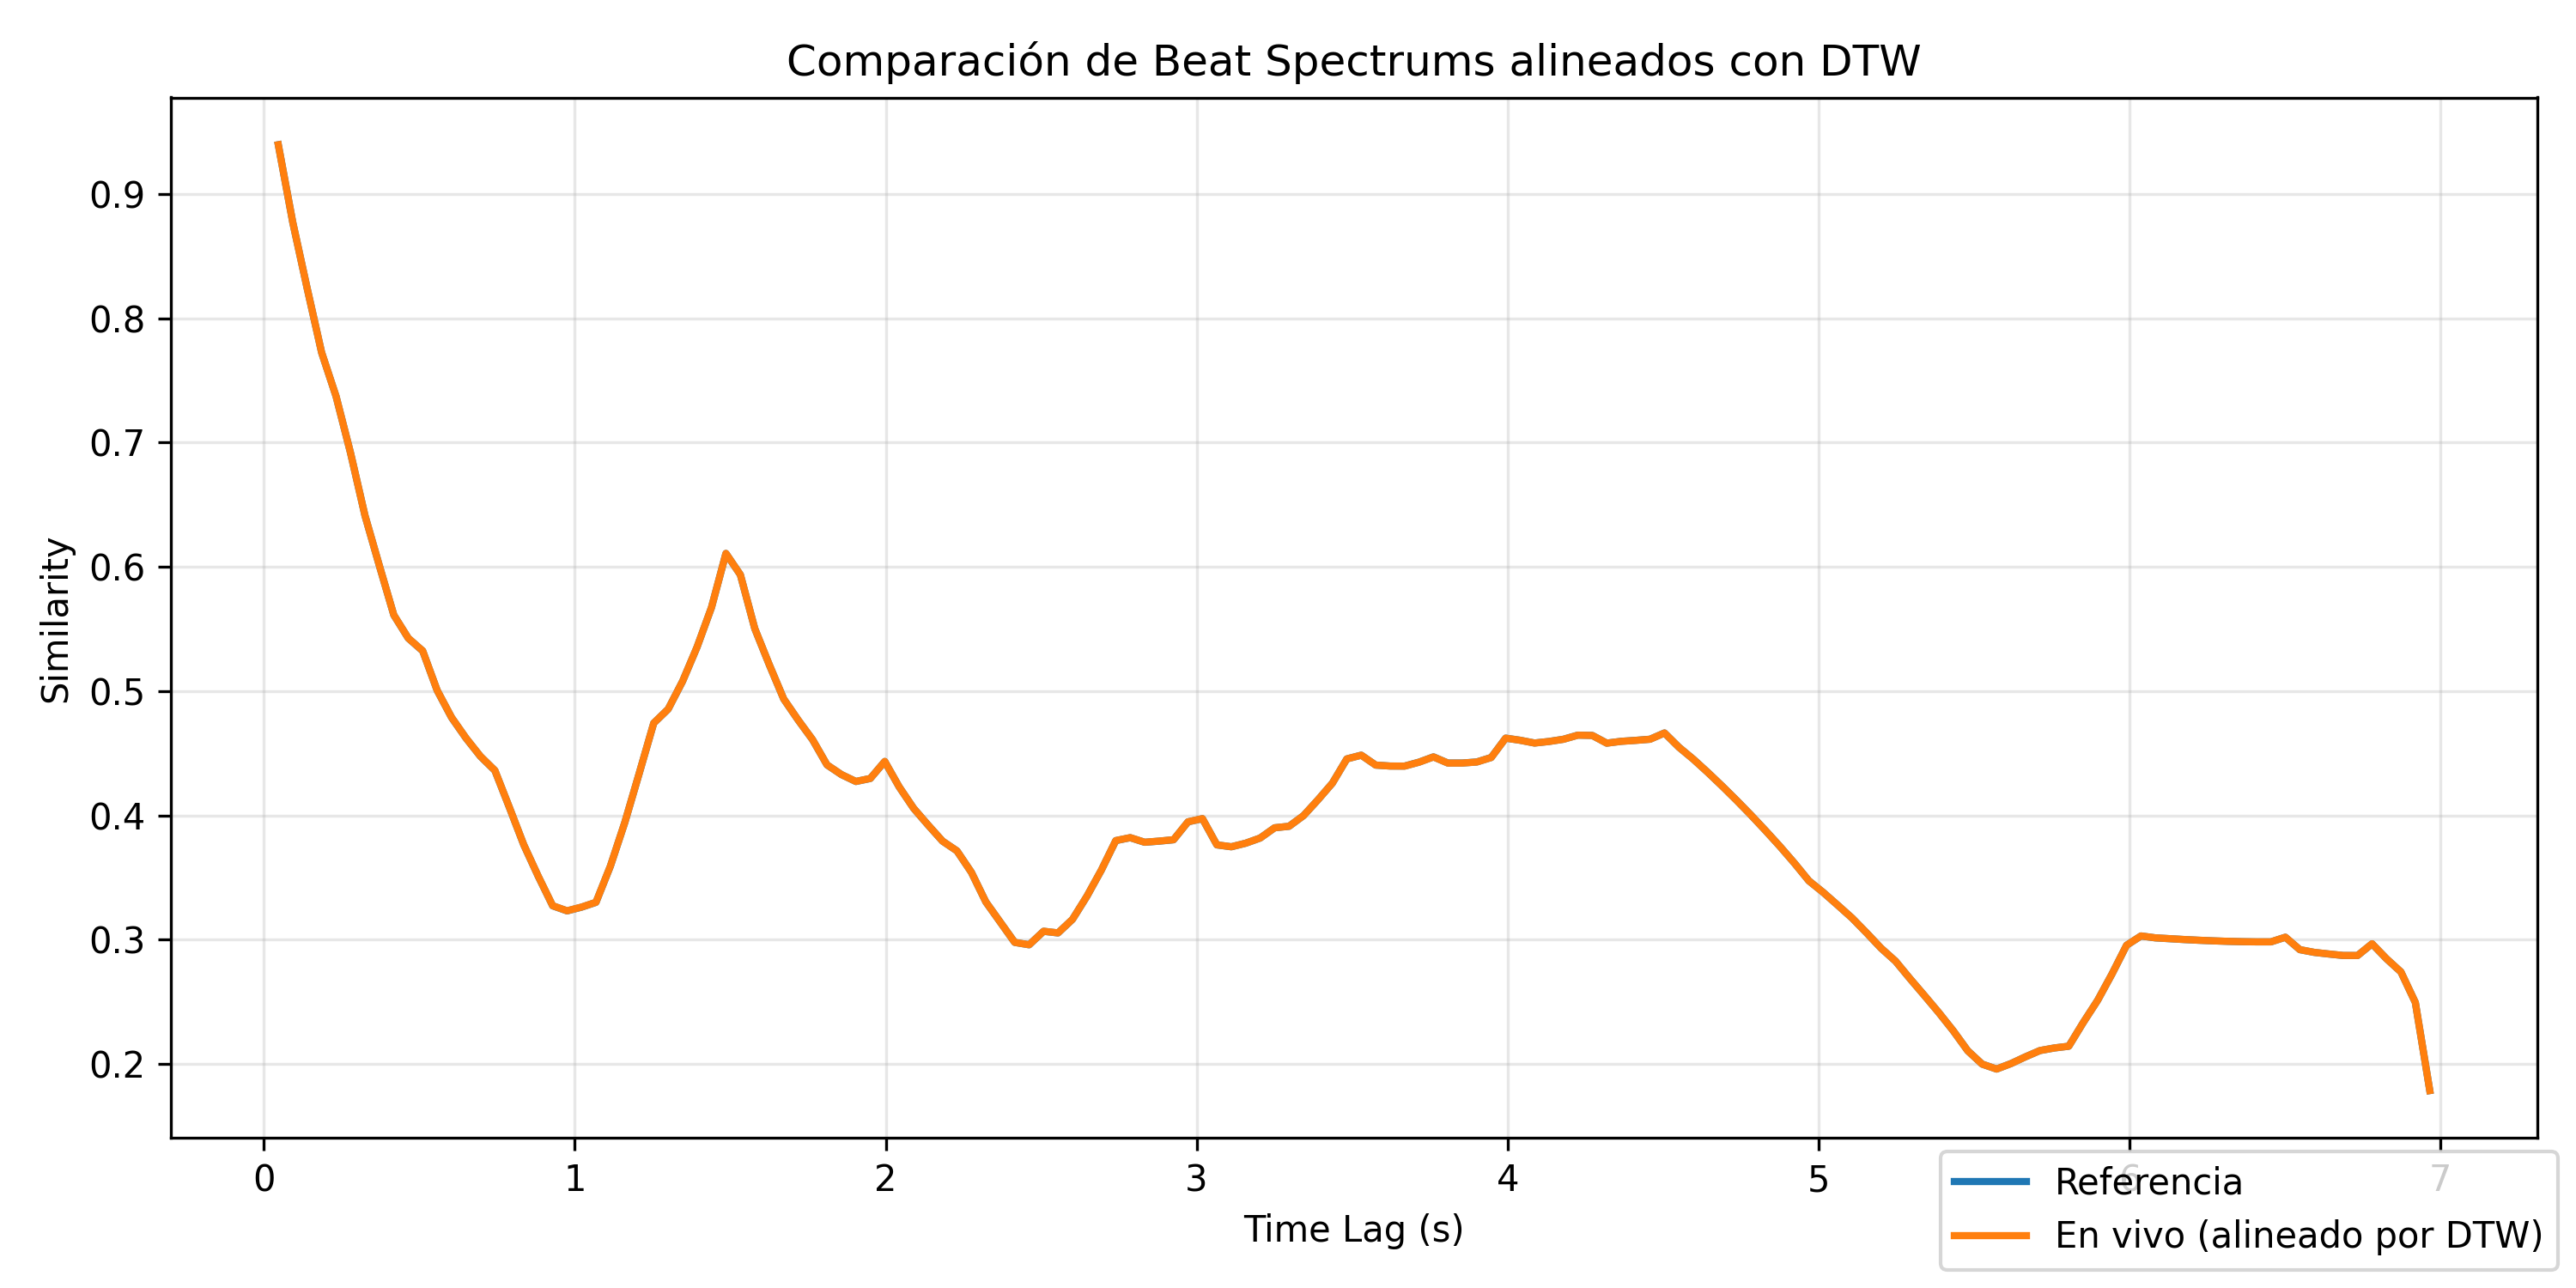 Comparación de Beat Spectrums alineados con DTW
Similarity
0.9
0.8
0.7
0.6
0.5
0.4
0.3
0.2
0 1 2 3 4 5 6 7
Time Lag (s)
Referencia
En vivo (alineado por DTW)